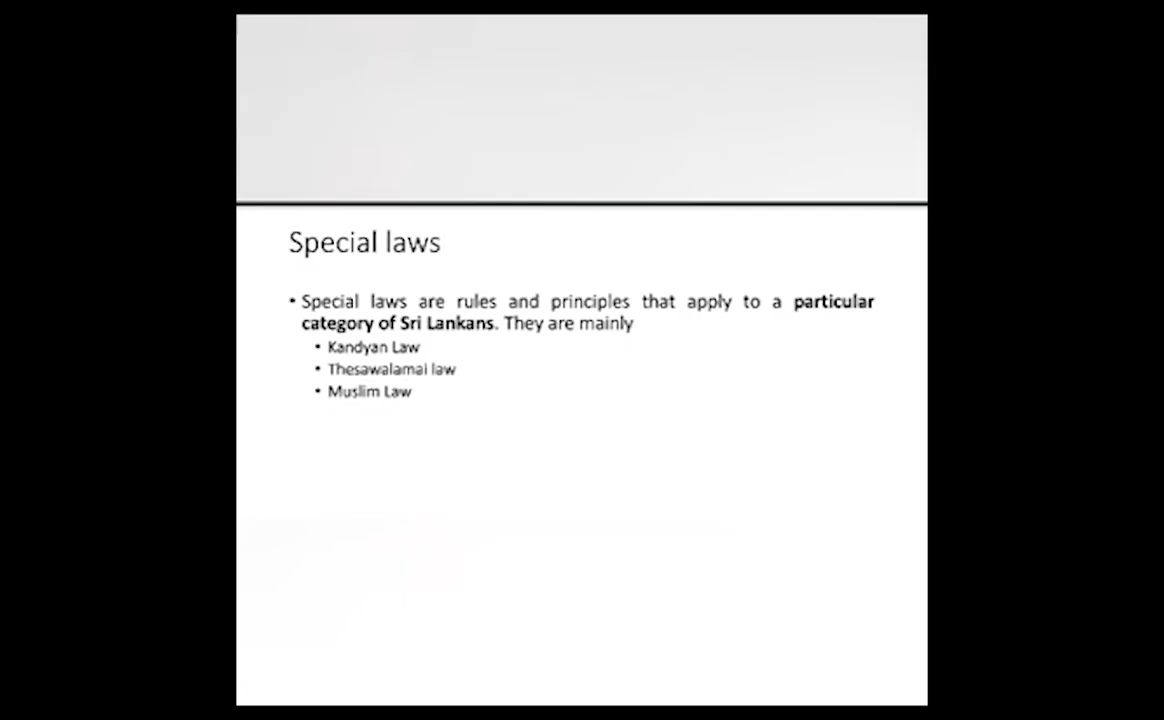 Special laws
• Special laws are rules and principles that apply to a particular
category of Sri Lankans. They are mainly
• Kandyan Law
• Thesawalamai law
• Muslim Law